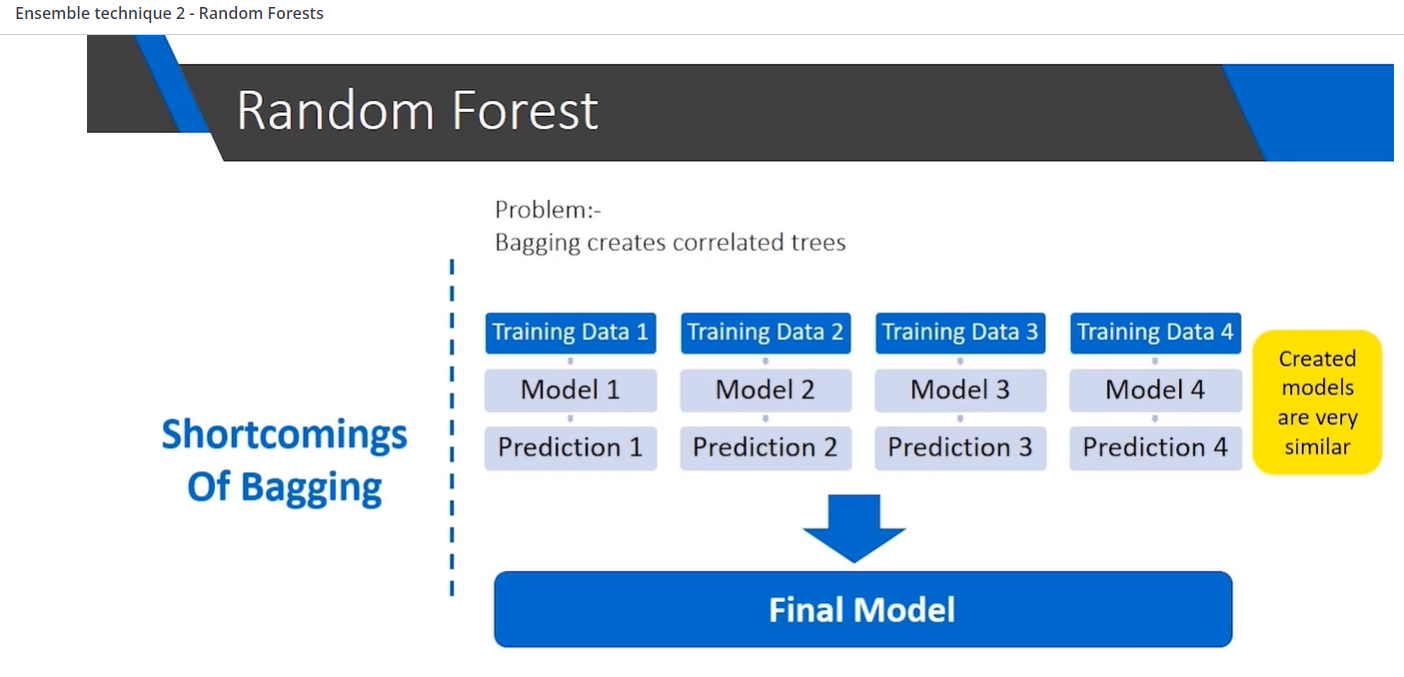 Ensemble technique 2 - Random Forests
Random Forest
Problem:-
Bagging creates correlated trees
Shortcomings
Of Bagging
Training Data 1
Training Data 2
Training Data 3
Training Data 4
Model 1
Model 2
Model 3
Model 4
Prediction 1
Prediction 2
Prediction 3
Prediction 4
Created
models
are very
similar
Final Model